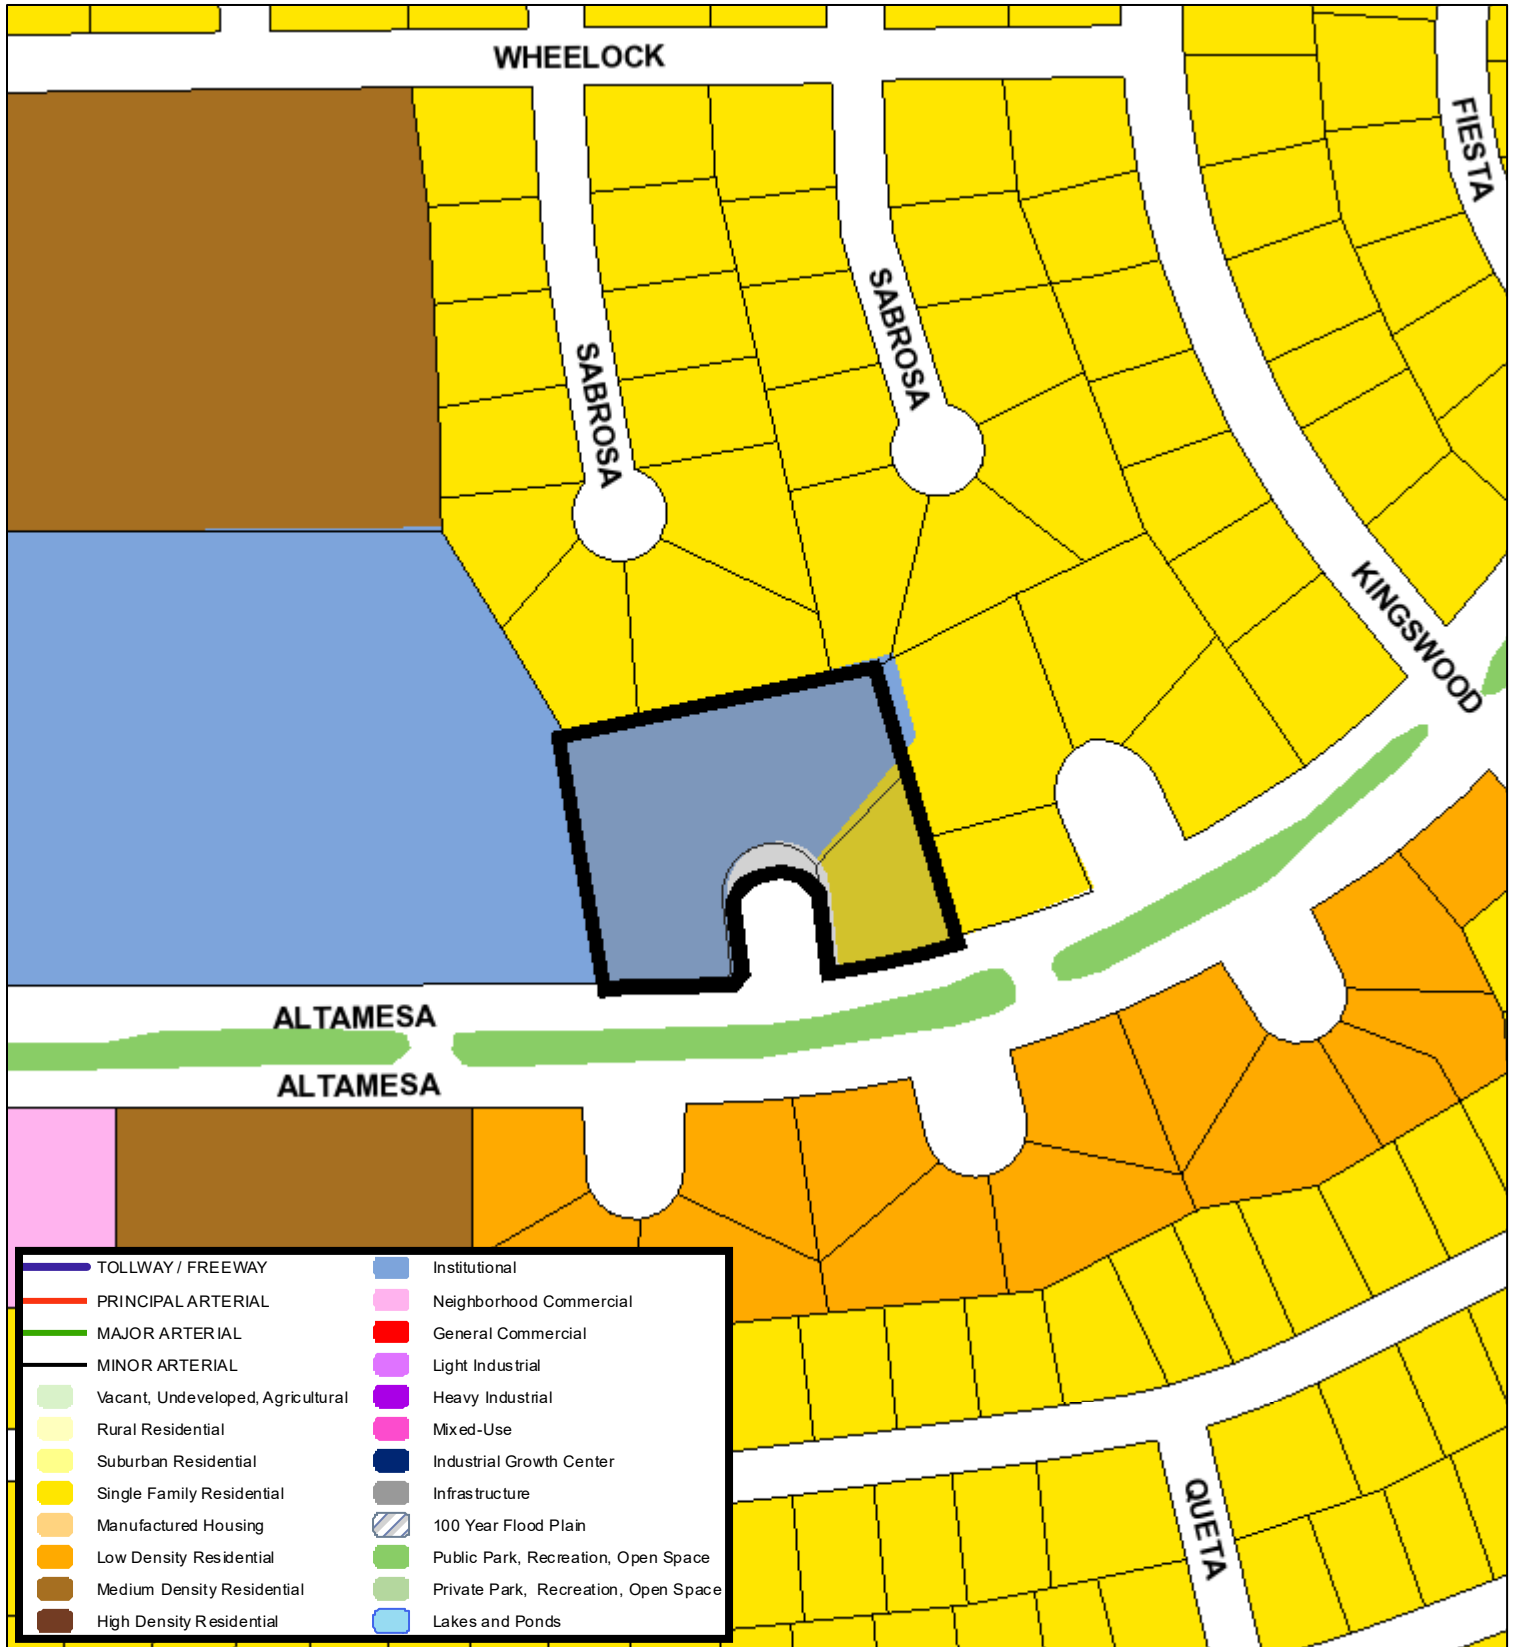 WHEELOCK
FIESTA
SABROSA
SABROSA
KINGSWOOD
ALTAMESA
ALTAMESA
QUETA
TOLLWAY / FREEWAY
PRINCIPAL ARTERIAL
MAJOR ARTERIAL
MINOR ARTERIAL
Vacant, Undeveloped, Agricultural
Rural Residential
Suburban Residential
Single Family Residential
Manufactured Housing
Low Density Residential
Medium Density Residential
High Density Residential
Institutional
Neighborhood Commercial
General Commercial
Light Industrial
Heavy Industrial
Mixed-Use
Industrial Growth Center
Infrastructure
100 Year Flood Plain
Public Park, Recreation, Open Space
Private Park, Recreation, Open Space
Lakes and Ponds